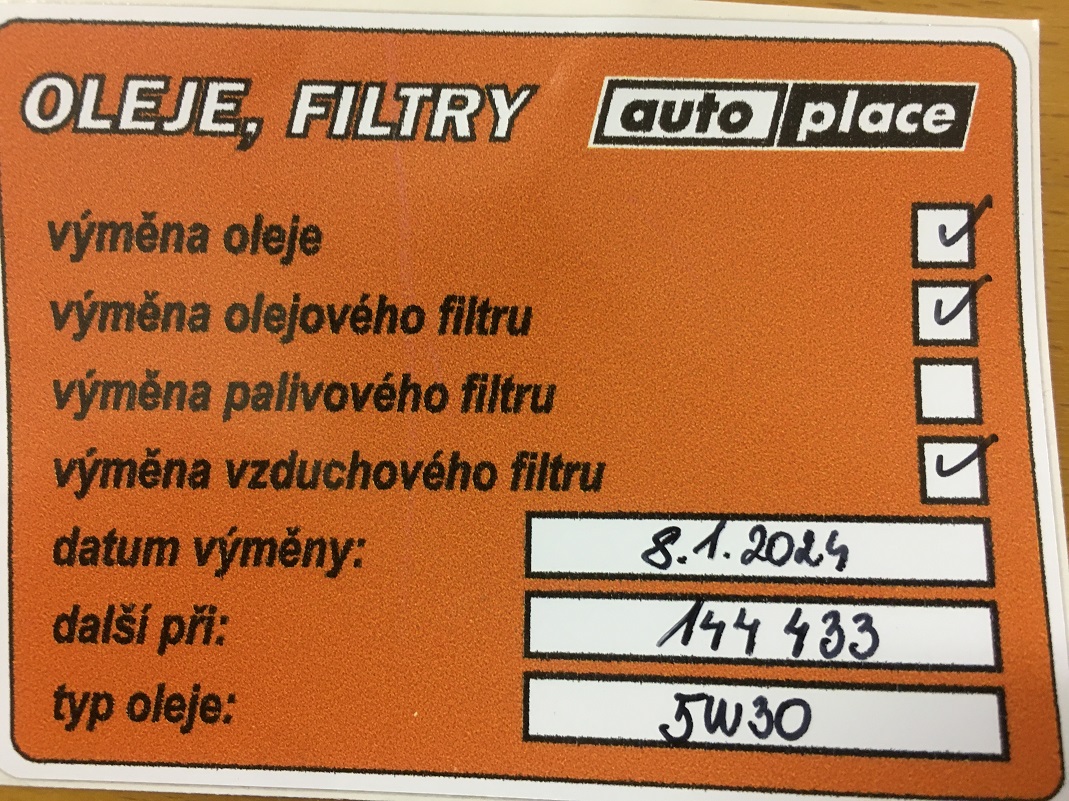 OLEJE, FILTRY auto place
výměna oleje
výměna olejového filtru
výměna palivového filtru
výměna vzduchového filtru
datum výměny: 8.1.2024
další při: 144 433
typ oleje: 5W30